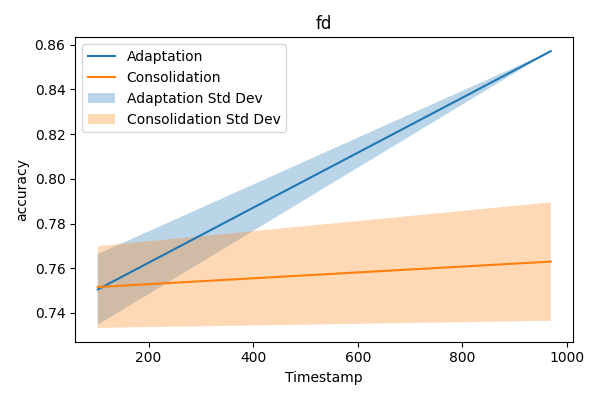 fd
0.86
0.84
0.82
0.80
0.78
0.76
0.74
accuracy
Adaptation
Consolidation
Adaptation Std Dev
Consolidation Std Dev
200
400
600
800
1000
Timestamp